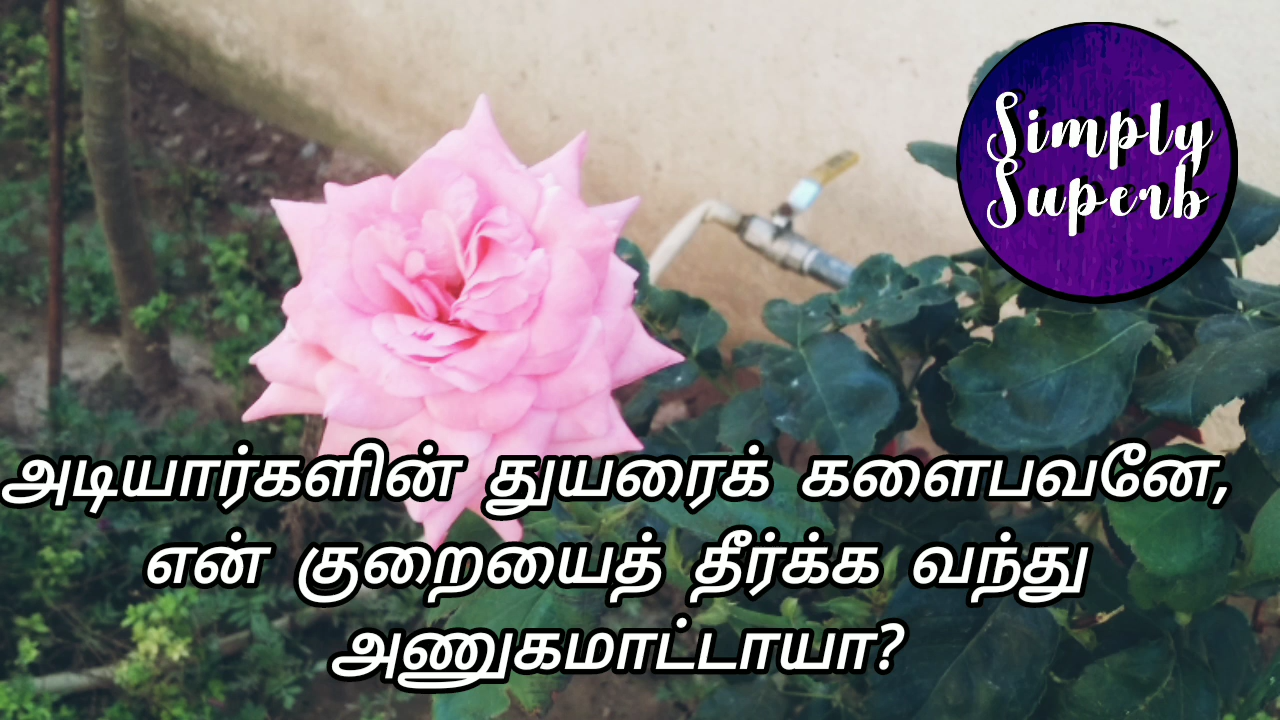 Simply
Superb
அடியார்களின் துயரைக் களைபவனே,
என் குறையைத் தீர்க்க வந்து
அணுகமாட்டாயா?